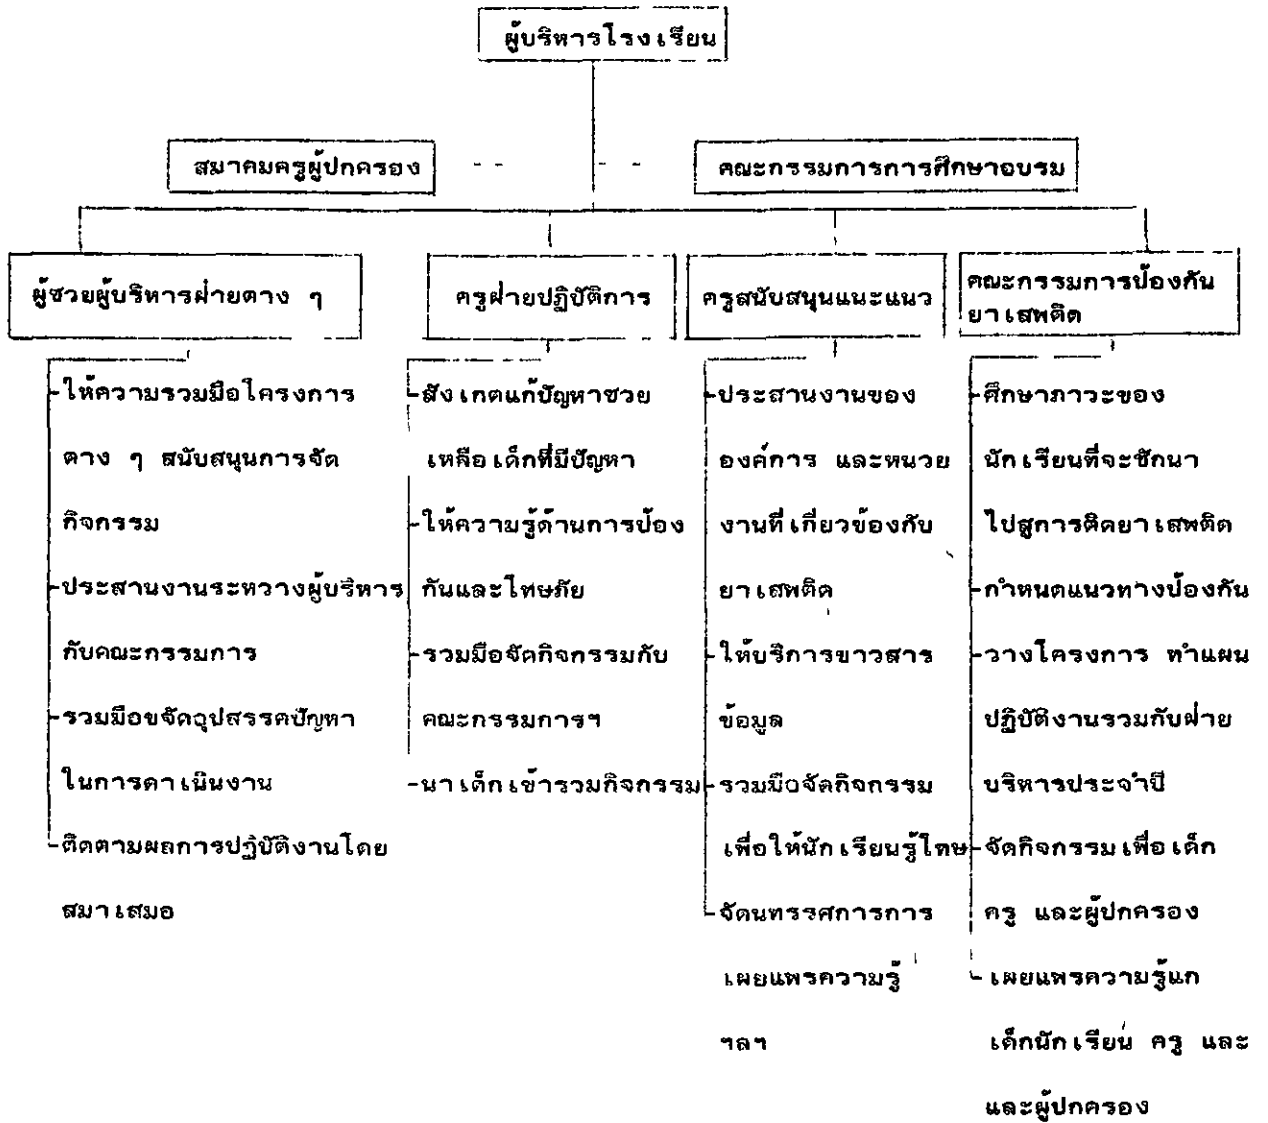 ผู้บริหารโรงเรียน
สมาคมครูผู้ปกครอง
คณะกรรมการการศึกษาอบรม
ผู้ชวยผู้บริหารฝ่ายตาง ๆ
ให้ความรวมมือโครงการ
ตาง ๆ สนับสนุนการจัด
กิจกรรม
-ประสานงานระหวางผู้บริหาร
กับคณะกรรมการ
-รวมมือขจัดอุปสรรคปัญหา
ในการดาเนินงาน
-ติดตามผลการปฏิบัติงานโดย
สมาเสมอ
ครูฝ่ายปฏิบัติการ
-สังเกตแก้ปัญหาชวย
เหลือเด็กที่มีปัญหา
-ให้ความรู้ด้านการป้อง
กันและโทษภัย
-รวมมือจัดกิจกรรมกับ
คณะกรรมการฯ
-นาเด็กเข้ารวมกิจกรรม
ครูสนับสนุนแนะแนว
-ประสานงานของ
องค์การ และหนวย
งานที่เกี่ยวข้องกับ
ยาเสพติด
-ให้บริการขาวสาร
ข้อมูล
-รวมมือจัดกิจกรรม
เพื่อให้นักเรียนรู้โทษ
-จัดนทรรศการการ
เผยแพรความรู้
ฯลฯ
คณะกรรมการป้องกัน
ยาเสพติด
-ศึกษาภาวะของ
นักเรียนที่จะชักนา
ไปสูการติดยาเสพติด
-กำหนดแนวทางป้องกัน
-วางโครงการ ทำแผน
ปฏิบัติงานรวมกับฝ่าย
บริหารประจำปี
-จัดกิจกรรมเพื่อเด็ก
ครู และผู้ปกครอง
-เผยแพรความรู้แก
เด็กนักเรียน ครู และ
และผู้ปกครอง